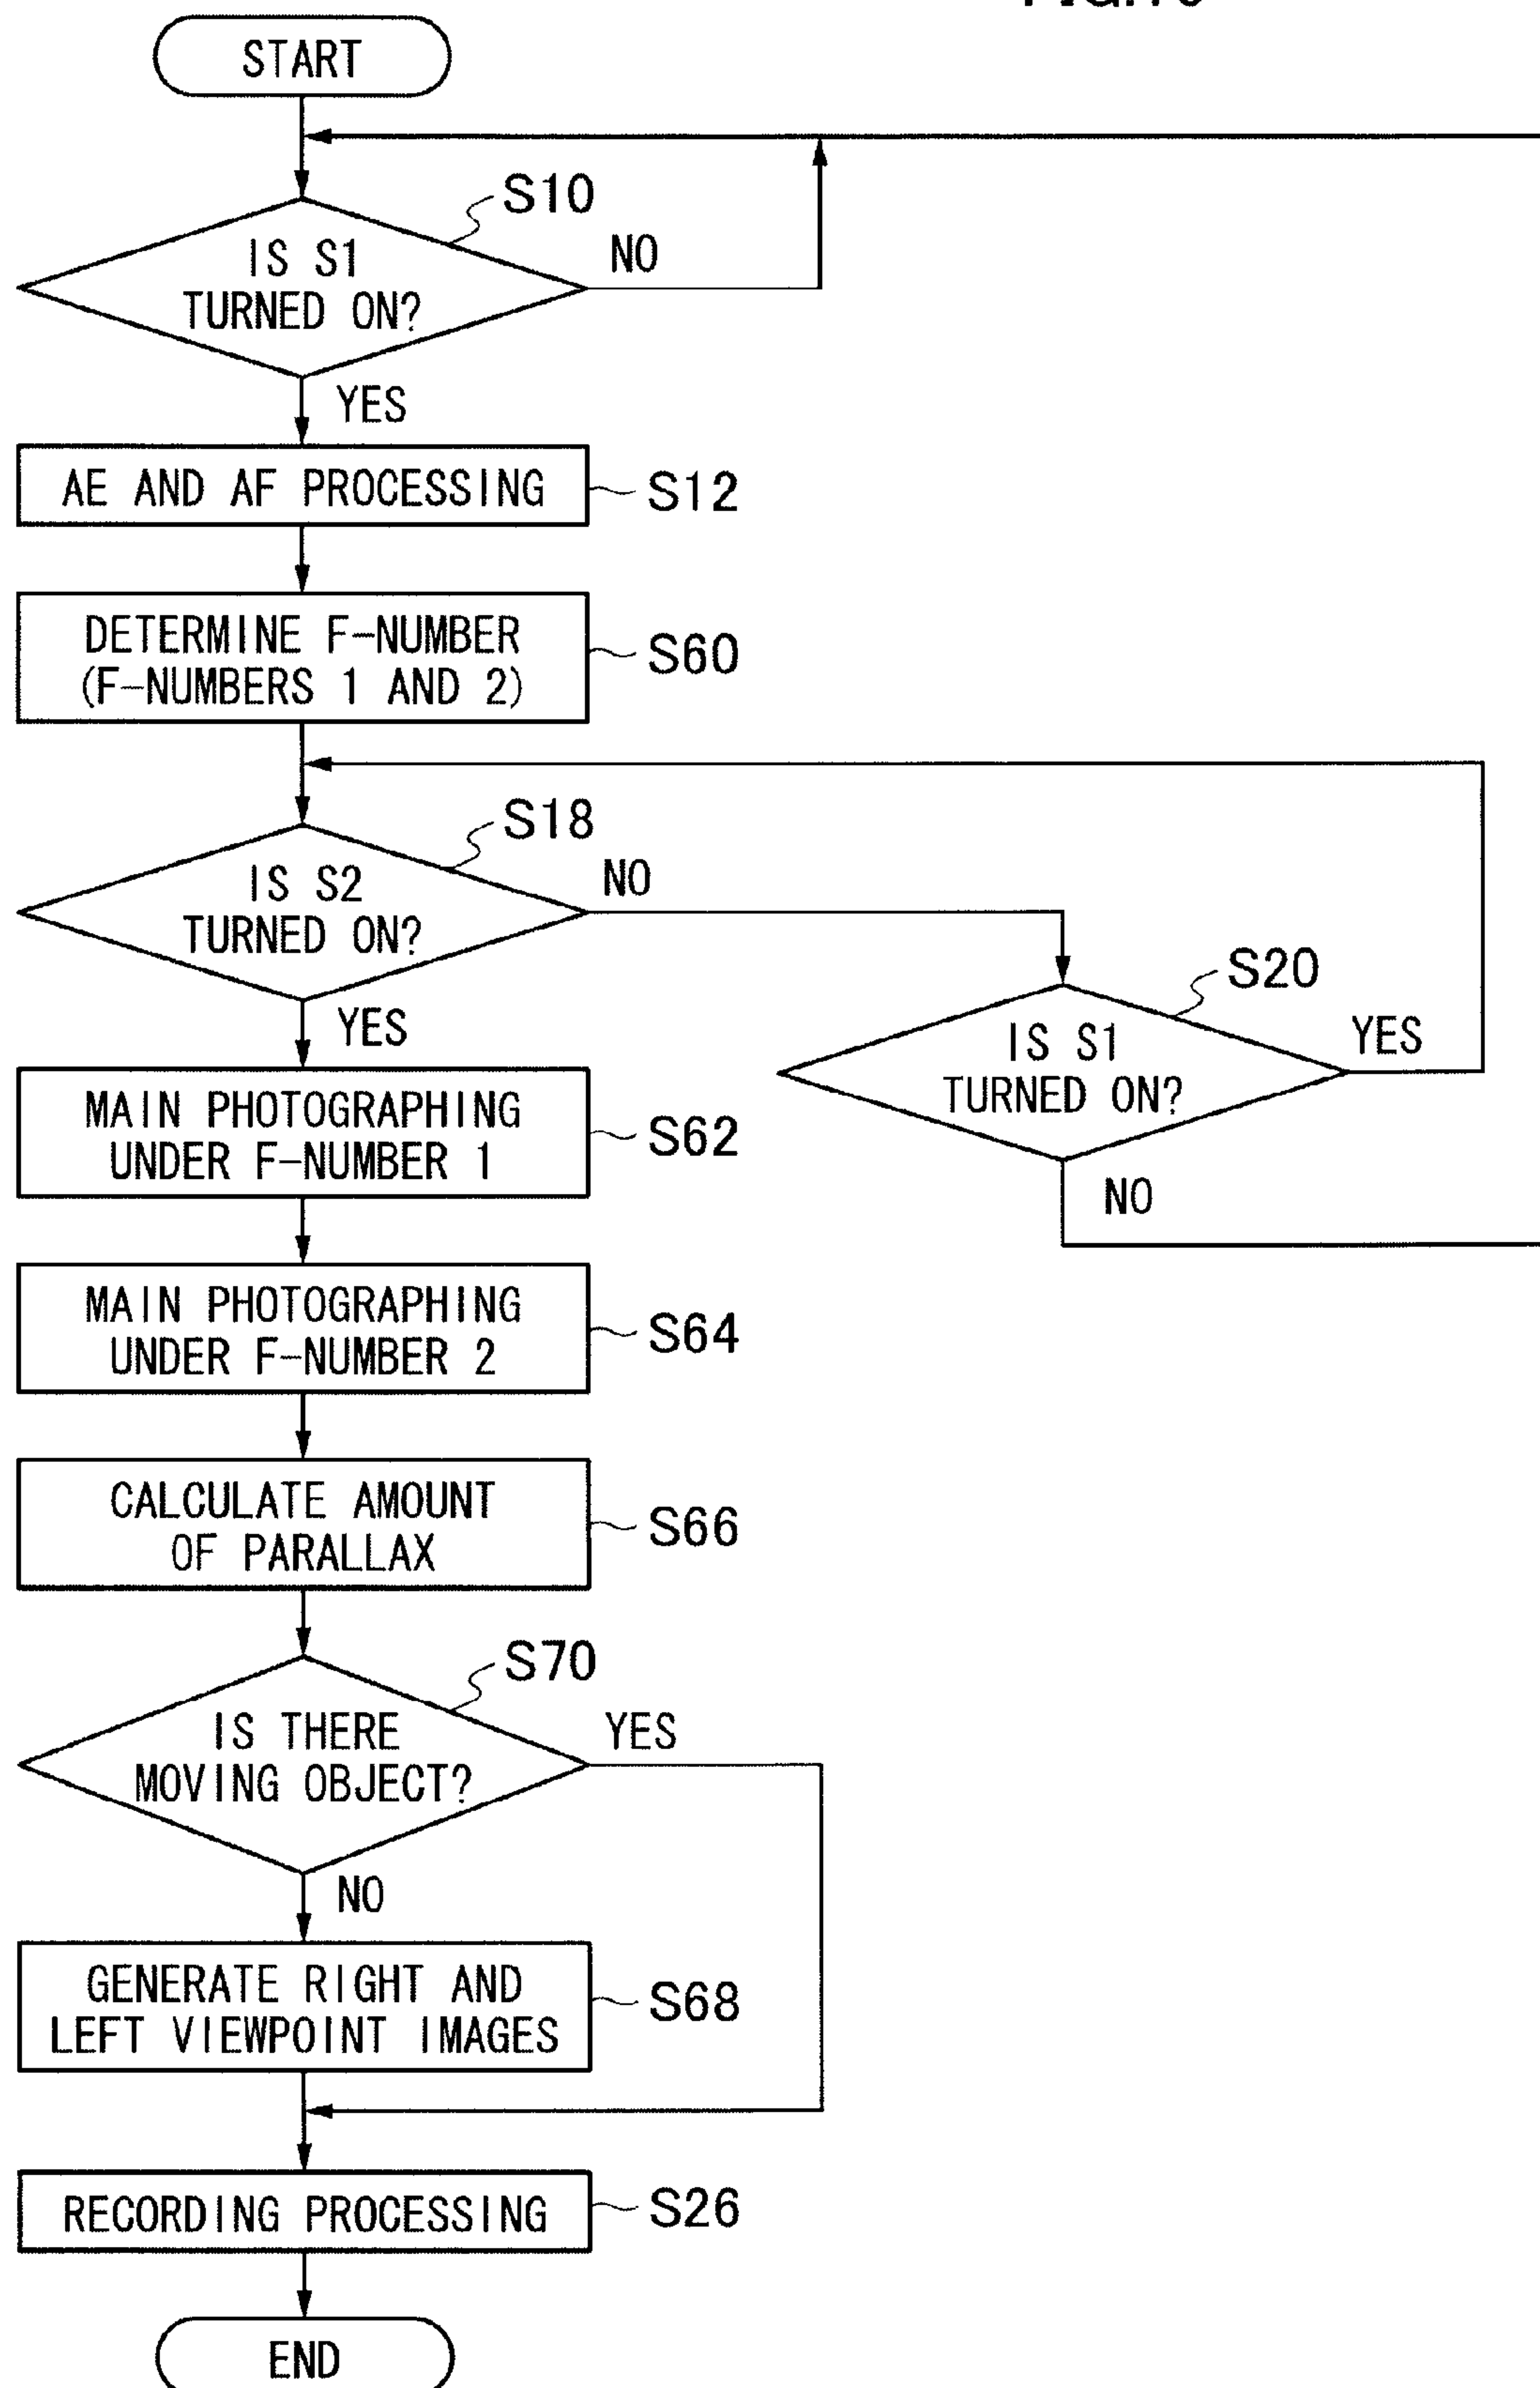 START
S10
IS S1
TURNED ON?
NO
YES
AE AND AF PROCESSING
S12
DETERMINE F-NUMBER
(F-NUMBERS 1 AND 2)
S60
S18
IS S2
TURNED ON?
NO
S20
IS S1
TURNED ON?
YES
YES
NO
MAIN PHOTOGRAPHING
UNDER F-NUMBER 1
S62
MAIN PHOTOGRAPHING
UNDER F-NUMBER 2
S64
CALCULATE AMOUNT
OF PARALLAX
S66
S70
IS THERE
MOVING OBJECT?
YES
NO
GENERATE RIGHT AND
LEFT VIEWPOINT IMAGES
S68
RECORDING PROCESSING
S26
END